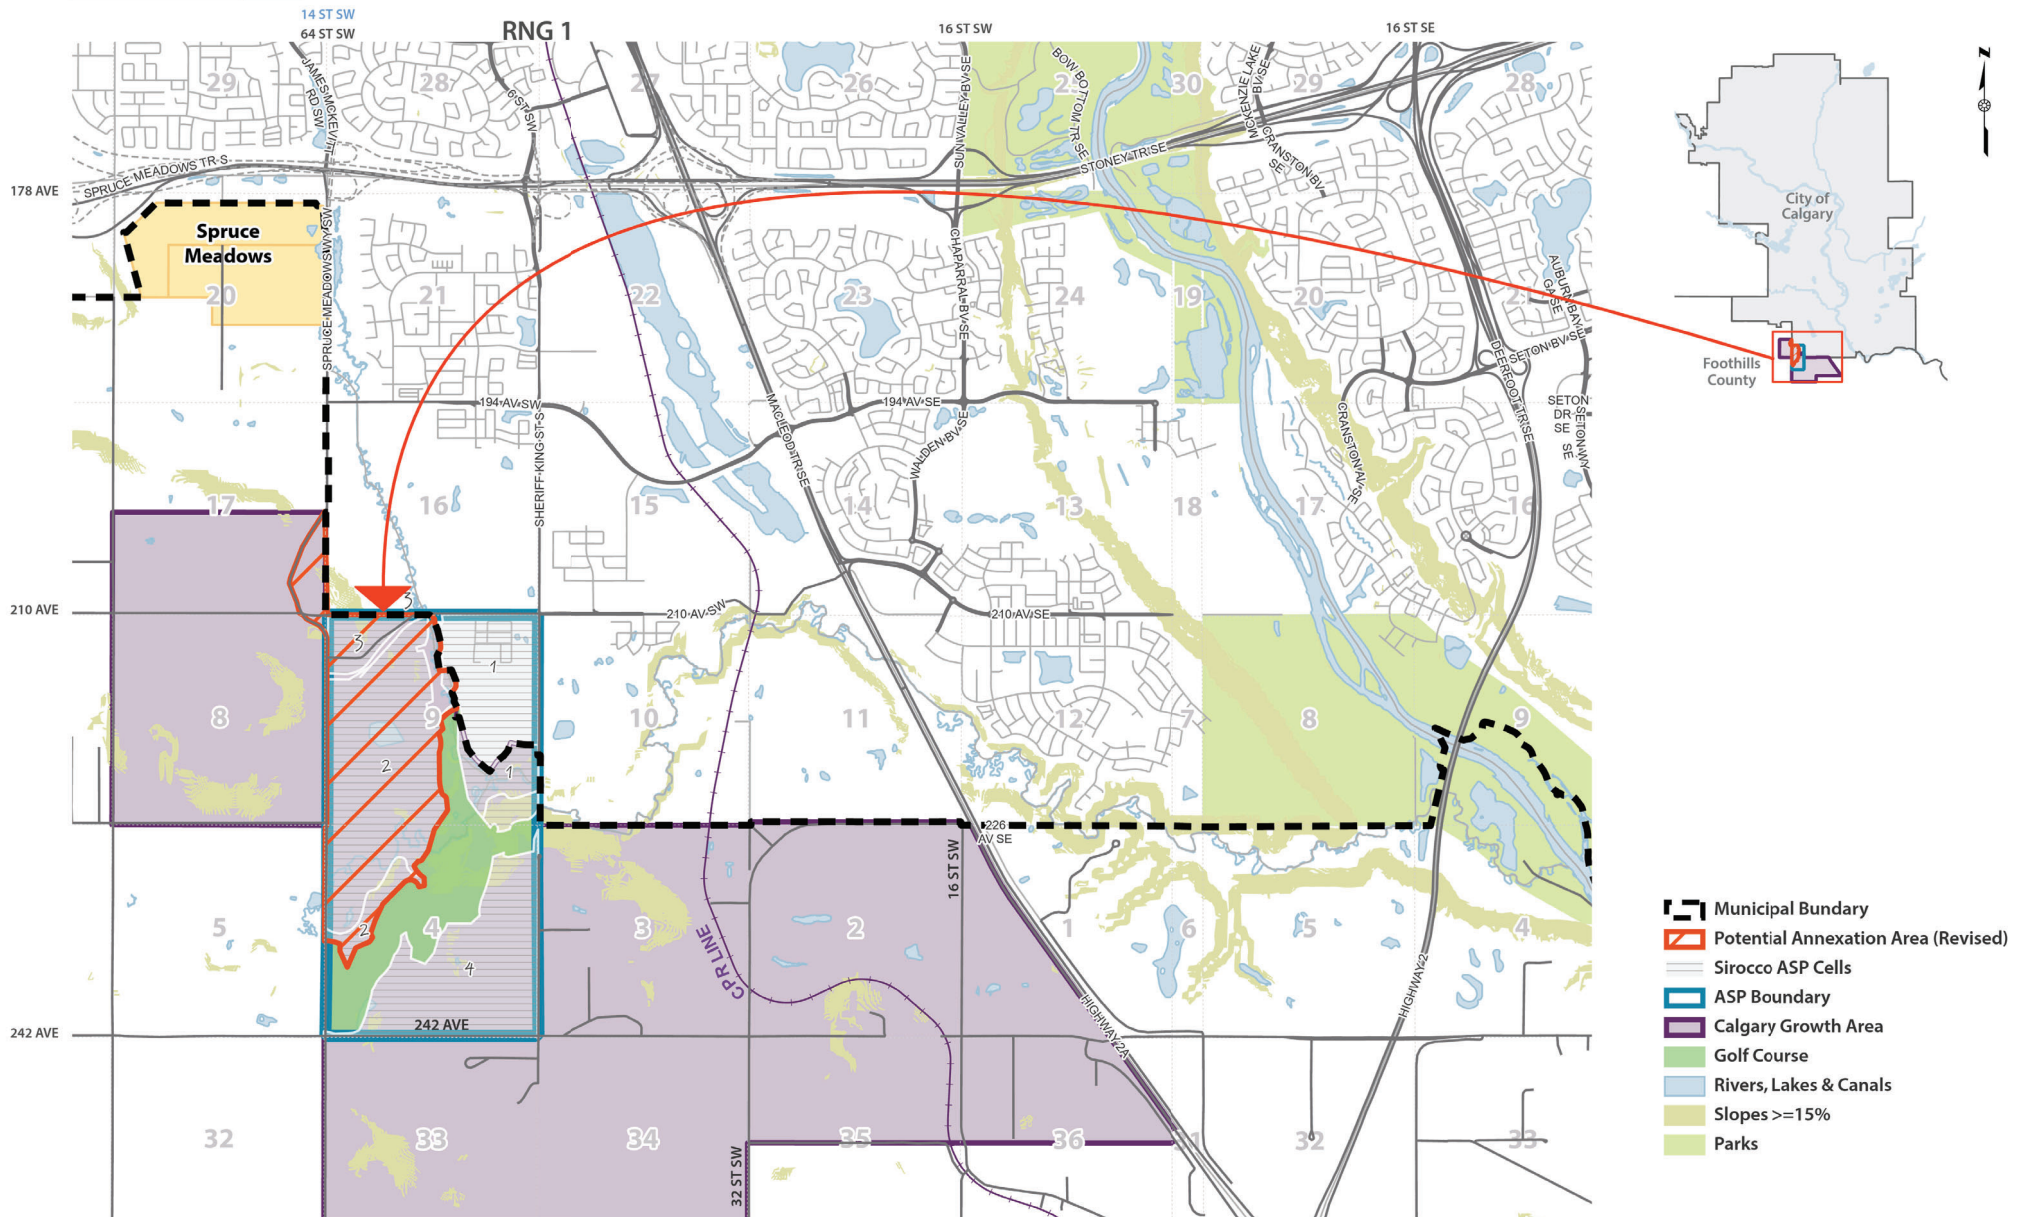 14 ST SW
64 ST SW
RNG 1
16 ST SW
16 ST SE
29
28
27
26
25
30
29
28
JAMES MCKEVITT
RD SW
6 ST SW
SUNVALLEY BV SE
BOW BOTTOM TR SE
MCKENZIE LAKE
BV SE
CRANSTON BV
SE
STONEY TR SE
SPRUCE MEADOWS TR S
178 AVE
Spruce
Meadows
SPRUCE MEADOWS WY SW
CHAPARRAL BV SE
20
21
22
23
24
19
20
21
AUBURN BAY
GA SE
SETON BV SE
DEERFOOT TR SE
194 AV SW
194 AV SE
SHERIFF KING ST S
MACLEOD TR SE
WALDEN BV SE
CRANSTON AV SE
SETON
DR
SE
SETON WY
SE
17
16
15
14
13
18
17
16
210 AVE
3
210 AV SW
210 AV SE
3
1
8
9
10
11
12
7
8
9
2
1
226
AV SE
16 ST SW
5
2
4
4
3
2
1
6
5
4
CPR LINE
HIGHWAY 2
242 AVE
242 AVE
HIGHWAY 2A
32
33
34
35
36
31
32
33
32 ST SW
City of
Calgary
Foothills
County
N
Municipal Bundary
Potential Annexation Area (Revised)
Sirocco ASP Cells
ASP Boundary
Calgary Growth Area
Golf Course
Rivers, Lakes & Canals
Slopes >=15%
Parks